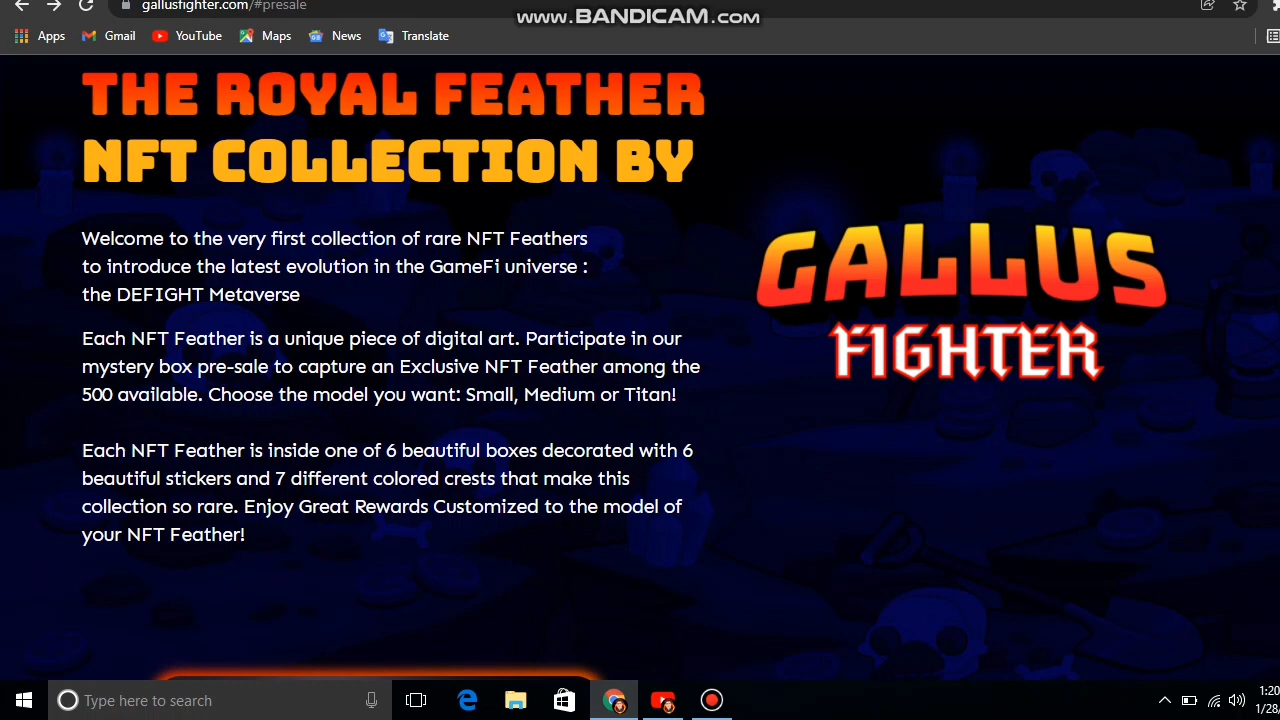 gallusfighter.com/#presale
www.BANDICAM.com
Apps
Gmail
YouTube
Maps
News
Translate
THE ROYAL FEATHER
NFT COLLECTION BY
Welcome to the very first collection of rare NFT Feathers
to introduce the latest evolution in the GameFi universe :
the DEFIGHT Metaverse
Each NFT Feather is a unique piece of digital art. Participate in our
mystery box pre-sale to capture an Exclusive NFT Feather among the
500 available. Choose the model you want: Small, Medium or Titan!
Each NFT Feather is inside one of 6 beautiful boxes decorated with 6
beautiful stickers and 7 different colored crests that make this
collection so rare. Enjoy Great Rewards Customized to the model of
your NFT Feather!
GALLUS
FIGHTER
Type here to search
1:20
1/28/